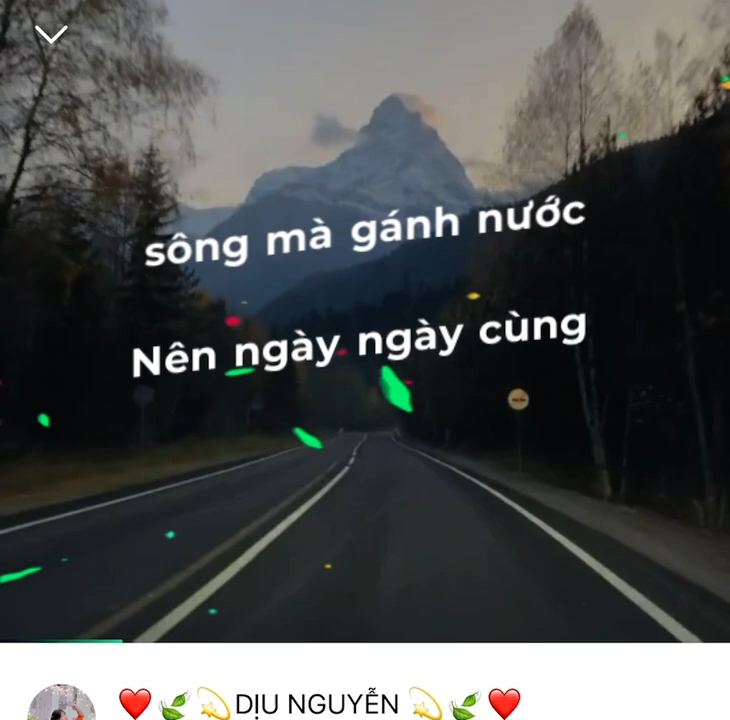 sông mà gánh nước
Nên ngày ngày cùng
❤️🌿💫DỊU NGUYỄN 💫🌿❤️